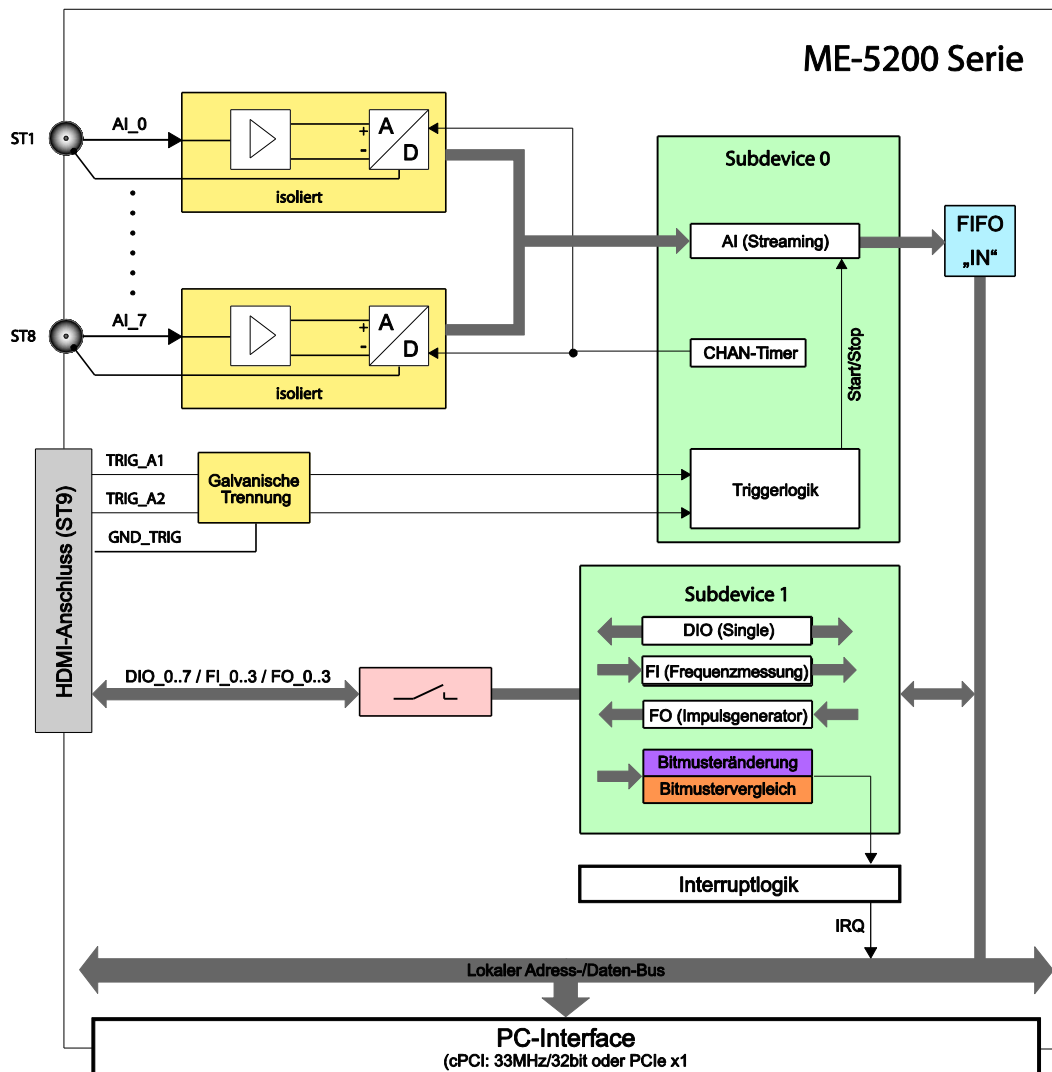 ME-5200 Serie
ST1
AI_0
A
D
+
-
isoliert
ST8
AI_7
A
D
+
-
isoliert
Subdevice 0
AI (Streaming)
CHAN-Timer
Start/Stop
Triggerlogik
FIFO
„IN“
HDMI-Anschluss (ST9)
TRIG_A1
TRIG_A2
GND_TRIG
Galvanische
Trennung
DIO_0..7 / FI_0..3 / FO_0..3
Subdevice 1
DIO (Single)
FI (Frequenzmessung)
FO (Impulsgenerator)
Bitmusteränderung
Bitmustervergleich
Interruptlogik
IRQ
Lokaler Adress-/Daten-Bus
PC-Interface
(cPCI: 33MHz/32bit oder PCIe x1